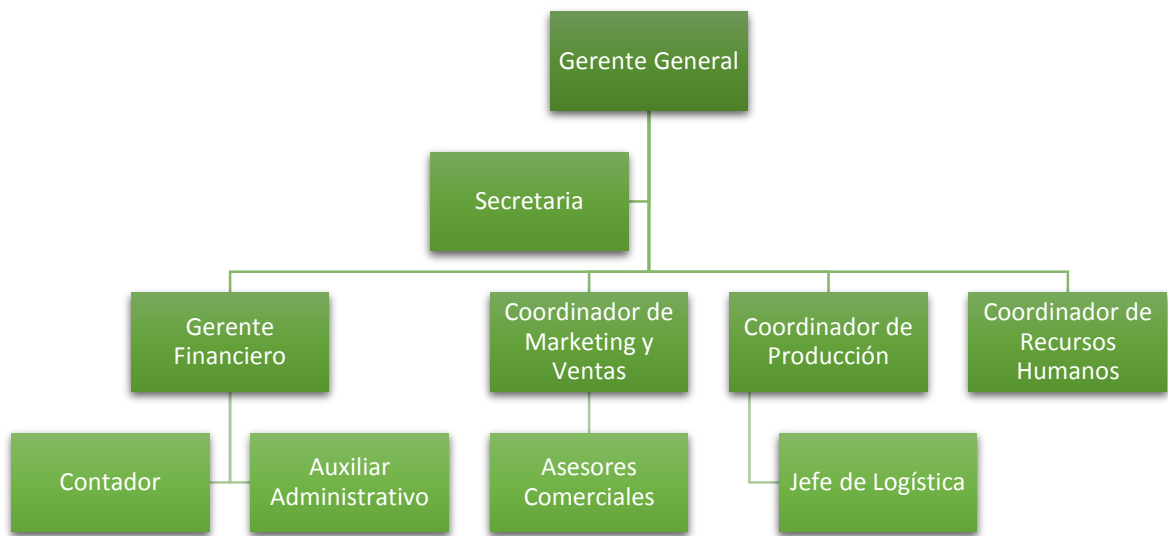 Gerente General
Secretaria
Gerente
Financiero
Coordinador de
Marketing y
Ventas
Coordinador de
Producción
Coordinador de
Recursos
Humanos
Contador
Auxiliar
Administrativo
Asesores
Comerciales
Jefe de Logística